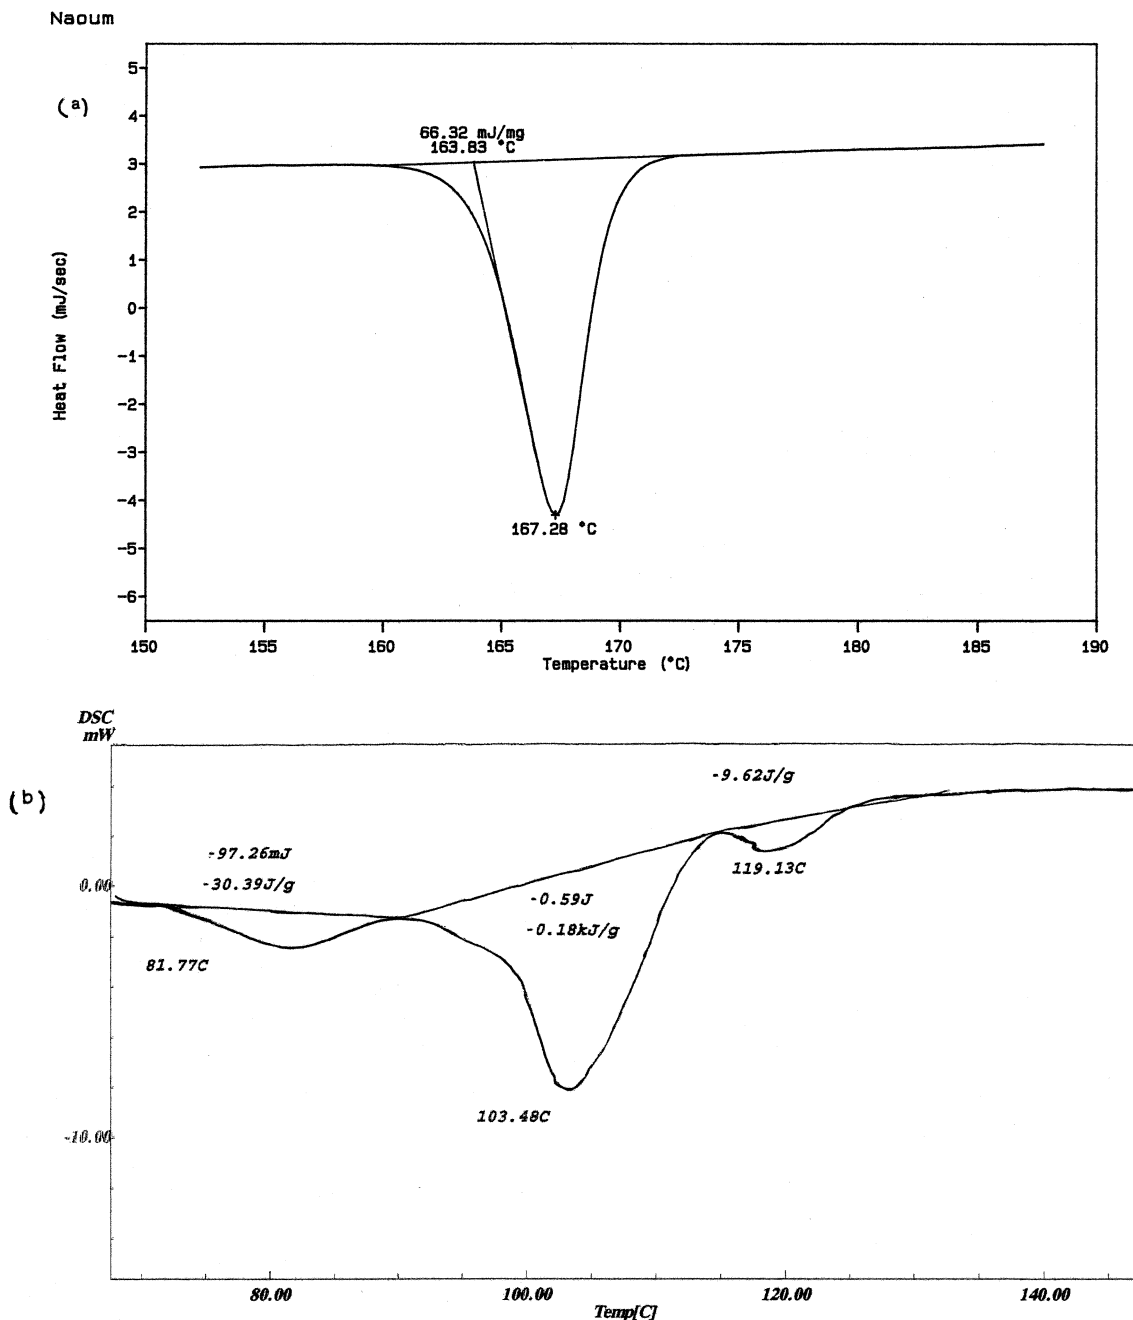 Naoum
(a)
5
4
3
2
1
0
-1
-2
-3
-4
-5
-6
Heat Flow (mJ/sec)
66.32 mJ/mg
163.83 °C
167.28 °C
150 155 160 165 170 175 180 185 190
Temperature (°C)
DSC
mW
(b)
0.00
-10.00
-9.62J/g
-97.26mJ
-30.39J/g
119.13C
-0.59J
-0.18kJ/g
81.77C
103.48C
80.00 100.00 120.00 140.00
Temp[C]